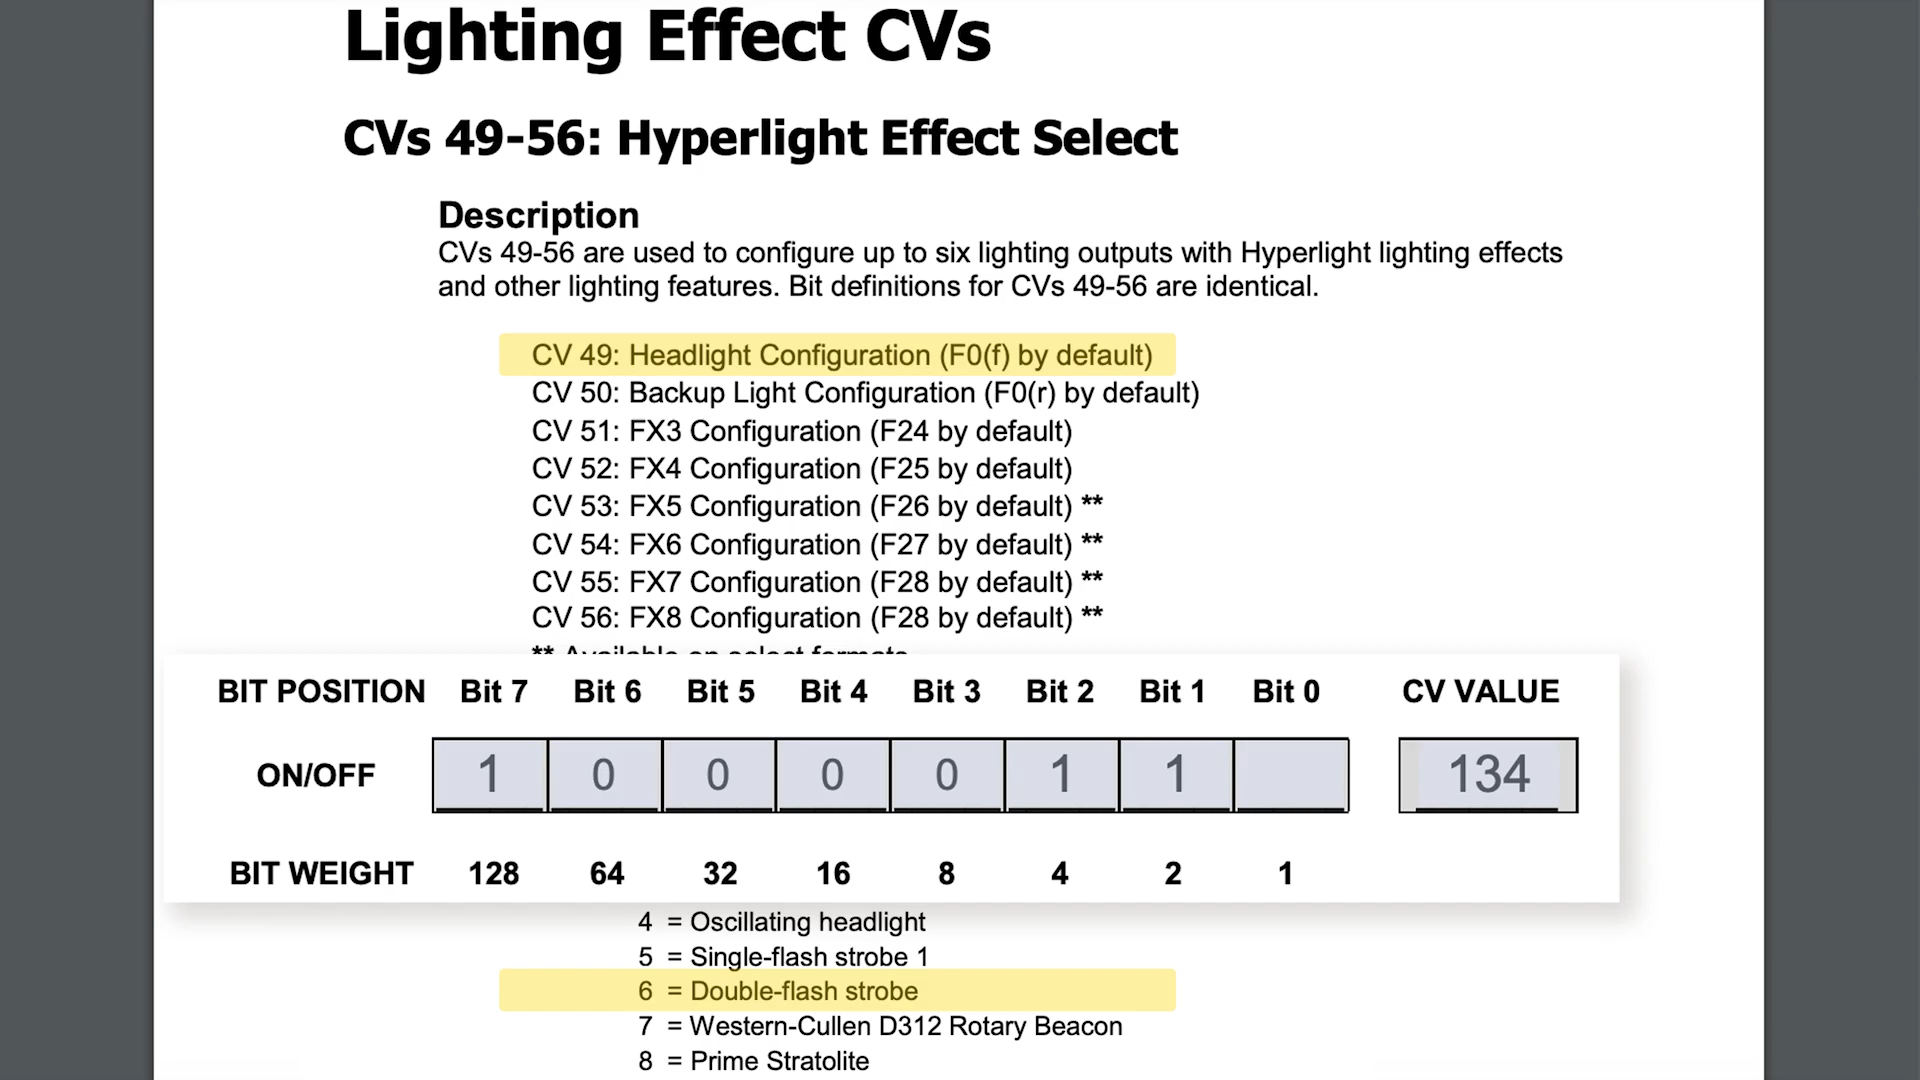 Lighting Effect CVs
CVs 49-56: Hyperlight Effect Select
Description
CVs 49-56 are used to configure up to six lighting outputs with Hyperlight lighting effects
and other lighting features. Bit definitions for CVs 49-56 are identical.
CV 49: Headlight Configuration (F0(f) by default)
CV 50: Backup Light Configuration (F0(r) by default)
CV 51: FX3 Configuration (F24 by default)
CV 52: FX4 Configuration (F25 by default)
CV 53: FX5 Configuration (F26 by default) **
CV 54: FX6 Configuration (F27 by default) **
CV 55: FX7 Configuration (F28 by default) **
CV 56: FX8 Configuration (F28 by default) **
** Available on select formats
BIT POSITION Bit 7 Bit 6 Bit 5 Bit 4 Bit 3 Bit 2 Bit 1 Bit 0 CV VALUE
ON/OFF 1 0 0 0 0 1 1 134
BIT WEIGHT 128 64 32 16 8 4 2 1
4 = Oscillating headlight
5 = Single-flash strobe 1
6 = Double-flash strobe
7 = Western-Cullen D312 Rotary Beacon
8 = Prime Stratolite